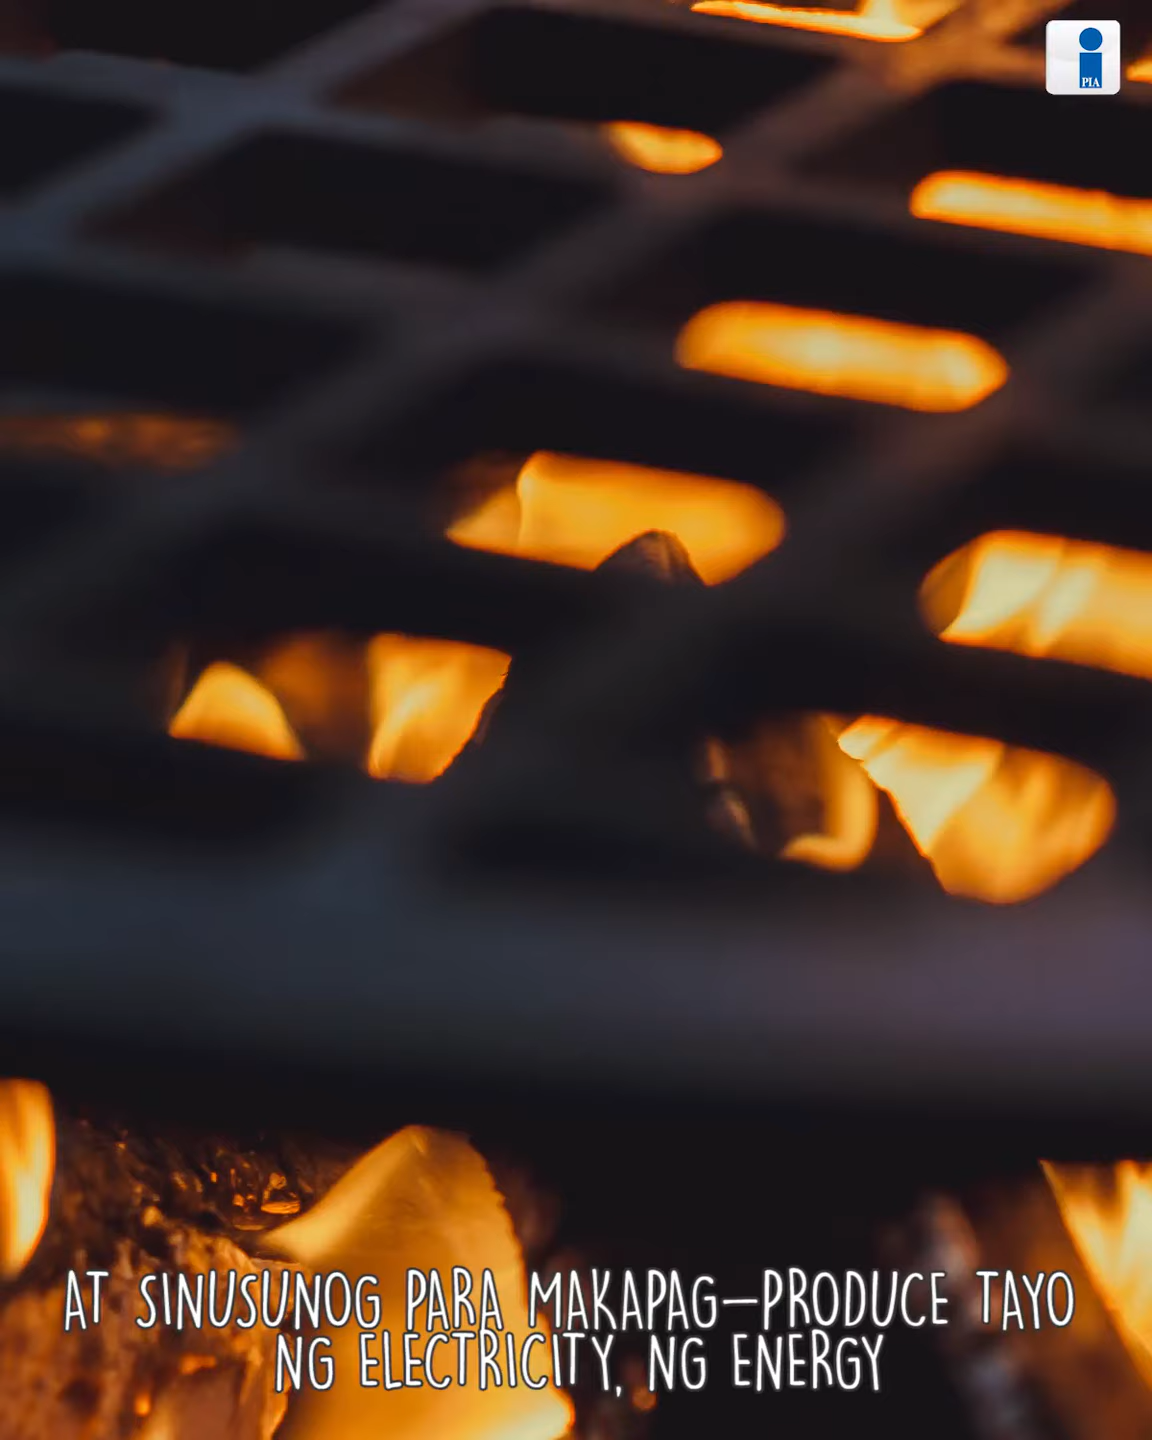 PIA
AT SINUSUNOG PARA MAKAPAG-PRODUCE TAYO
NG ELECTRICITY, NG ENERGY